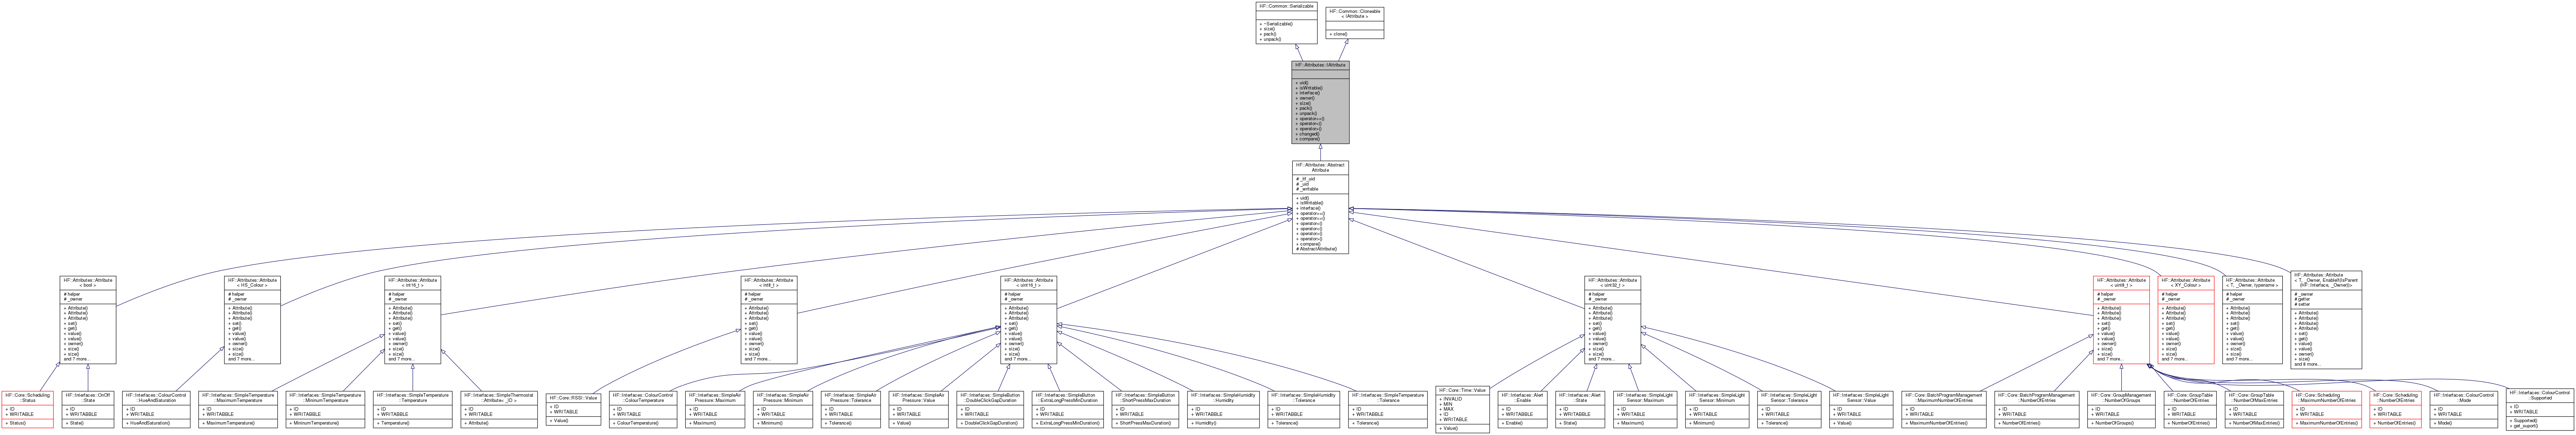 HF::Common::Serializable
+ ~Serializable()
+ size()
+ pack()
+ unpack()
HF::Common::Cloneable
< IAttribute >
+ clone()
HF::Attributes::IAttribute
+ uid()
+ isWritable()
+ interface()
+ owner()
+ size()
+ pack()
+ unpack()
+ operator==()
+ operator<()
+ operator>()
+ changed()
+ compare()
HF::Attributes::Abstract
Attribute
# _itf_uid
# _uid
# _writable
+ uid()
+ isWritable()
+ interface()
+ operator==()
+ operator==()
+ operator<()
+ operator<()
+ operator>()
+ operator>()
+ compare()
# AbstractAttribute()
HF::Attributes::Attribute
< bool >
# helper
# _owner
+ Attribute()
+ Attribute()
+ Attribute()
+ set()
+ get()
+ value()
+ value()
+ owner()
+ size()
+ size()
and 7 more...
HF::Attributes::Attribute
< HS_Colour >
# helper
# _owner
+ Attribute()
+ Attribute()
+ Attribute()
+ set()
+ get()
+ value()
+ value()
+ owner()
+ size()
+ size()
and 7 more...
HF::Attributes::Attribute
< int16_t >
# helper
# _owner
+ Attribute()
+ Attribute()
+ Attribute()
+ set()
+ get()
+ value()
+ value()
+ owner()
+ size()
+ size()
and 7 more...
HF::Attributes::Attribute
< int8_t >
# helper
# _owner
+ Attribute()
+ Attribute()
+ Attribute()
+ set()
+ get()
+ value()
+ value()
+ owner()
+ size()
+ size()
and 7 more...
HF::Attributes::Attribute
< uint16_t >
# helper
# _owner
+ Attribute()
+ Attribute()
+ Attribute()
+ set()
+ get()
+ value()
+ value()
+ owner()
+ size()
+ size()
and 7 more...
HF::Attributes::Attribute
< uint32_t >
# helper
# _owner
+ Attribute()
+ Attribute()
+ Attribute()
+ set()
+ get()
+ value()
+ value()
+ owner()
+ size()
+ size()
and 7 more...
HF::Attributes::Attribute
< uint8_t >
# helper
# _owner
+ Attribute()
+ Attribute()
+ Attribute()
+ set()
+ get()
+ value()
+ value()
+ owner()
+ size()
+ size()
and 7 more...
HF::Attributes::Attribute
< XY_Colour >
# helper
# _owner
+ Attribute()
+ Attribute()
+ Attribute()
+ set()
+ get()
+ value()
+ value()
+ owner()
+ size()
+ size()
and 7 more...
HF::Attributes::Attribute
< T, _Owner, typename >
# helper
# _owner
+ Attribute()
+ Attribute()
+ Attribute()
+ set()
+ get()
+ value()
+ value()
+ owner()
+ size()
+ size()
and 7 more...
HF::Attributes::Attribute
< T, _Owner, EnableIf(IsParent
(HF::Interface, _Owner))>
# _owner
# getter
# setter
+ Attribute()
+ Attribute()
+ Attribute()
+ Attribute()
+ set()
+ get()
+ value()
+ value()
+ owner()
+ size()
and 8 more...
HF::Core::Scheduling
::Status
+ ID
+ WRITABLE
+ Status()
HF::Interfaces::OnOff
::State
+ ID
+ WRITABBLE
+ State()
HF::Interfaces::ColourControl
::HueAndSaturation
+ ID
+ WRITABLE
+ HueAndSaturation()
HF::Interfaces::SimpleTemperature
::MaximumTemperature
+ ID
+ WRITABBLE
+ MaximumTemperature()
HF::Interfaces::SimpleTemperature
::MinimumTemperature
+ ID
+ WRITABBLE
+ MinimumTemperature()
HF::Interfaces::SimpleTemperature
::Temperature
+ ID
+ WRITABBLE
+ Temperature()
HF::Interfaces::SimpleThermostat
::Attribute< _ID >
+ ID
+ WRITABLE
+ Attribute()
HF::Core::RSSI::Value
+ ID
+ WRITABLE
+ Value()
HF::Interfaces::ColourControl
::ColourTemperature
+ ID
+ WRITABLE
+ ColourTemperature()
HF::Interfaces::SimpleAir
Pressure::Maximum
+ ID
+ WRITABLE
+ Maximum()
HF::Interfaces::SimpleAir
Pressure::Minimum
+ ID
+ WRITABLE
+ Minimum()
HF::Interfaces::SimpleAir
Pressure::Tolerance
+ ID
+ WRITABLE
+ Tolerance()
HF::Interfaces::SimpleAir
Pressure::Value
+ ID
+ WRITABLE
+ Value()
HF::Interfaces::SimpleButton
::DoubleClickGapDuration
+ ID
+ WRITABLE
+ DoubleClickGapDuration()
HF::Interfaces::SimpleButton
::ExtraLongPressMinDuration
+ ID
+ WRITABLE
+ ExtraLongPressMinDuration()
HF::Interfaces::SimpleButton
::ShortPressMaxDuration
+ ID
+ WRITABLE
+ ShortPressMaxDuration()
HF::Interfaces::SimpleHumidity
::Humidity
+ ID
+ WRITABLE
+ Humidity()
HF::Interfaces::SimpleHumidity
::Tolerance
+ ID
+ WRITABLE
+ Tolerance()
HF::Interfaces::SimpleTemperature
::Tolerance
+ ID
+ WRITABLE
+ Tolerance()
HF::Core::Time::Value
+ INVALID
+ MIN
+ MAX
+ ID
+ WRITABLE
+ Value()
HF::Interfaces::Alert
::Enable
+ ID
+ WRITABBLE
+ Enable()
HF::Interfaces::Alert
::State
+ ID
+ WRITABLE
+ State()
HF::Interfaces::SimpleLight
Sensor::Maximum
+ ID
+ WRITABLE
+ Maximum()
HF::Interfaces::SimpleLight
Sensor::Minimum
+ ID
+ WRITABLE
+ Minimum()
HF::Interfaces::SimpleLight
Sensor::Tolerance
+ ID
+ WRITABLE
+ Tolerance()
HF::Interfaces::SimpleLight
Sensor::Value
+ ID
+ WRITABLE
+ Value()
HF::Core::BatchProgramManagement
::MaximumNumberOfEntries
+ ID
+ WRITABLE
+ MaximumNumberOfEntries()
HF::Core::BatchProgramManagement
::NumberOfEntries
+ ID
+ WRITABLE
+ NumberOfEntries()
HF::Core::GroupManagement
::NumberOfGroups
+ ID
+ WRITABLE
+ NumberOfGroups()
HF::Core::GroupTable
::NumberOfEntries
+ ID
+ WRITABLE
+ NumberOfEntries()
HF::Core::GroupTable
::NumberOfMaxEntries
+ ID
+ WRITABLE
+ NumberOfMaxEntries()
HF::Core::Scheduling
::MaximumNumberOfEntries
+ ID
+ WRITABLE
+ MaximumNumberOfEntries()
HF::Core::Scheduling
::NumberOfEntries
+ ID
+ WRITABLE
+ NumberOfEntries()
HF::Interfaces::ColourControl
::Mode
+ ID
+ WRITABLE
+ Mode()
HF::Interfaces::ColourControl
::Supported
+ ID
+ WRITABLE
+ Supported()
+ get_suport()